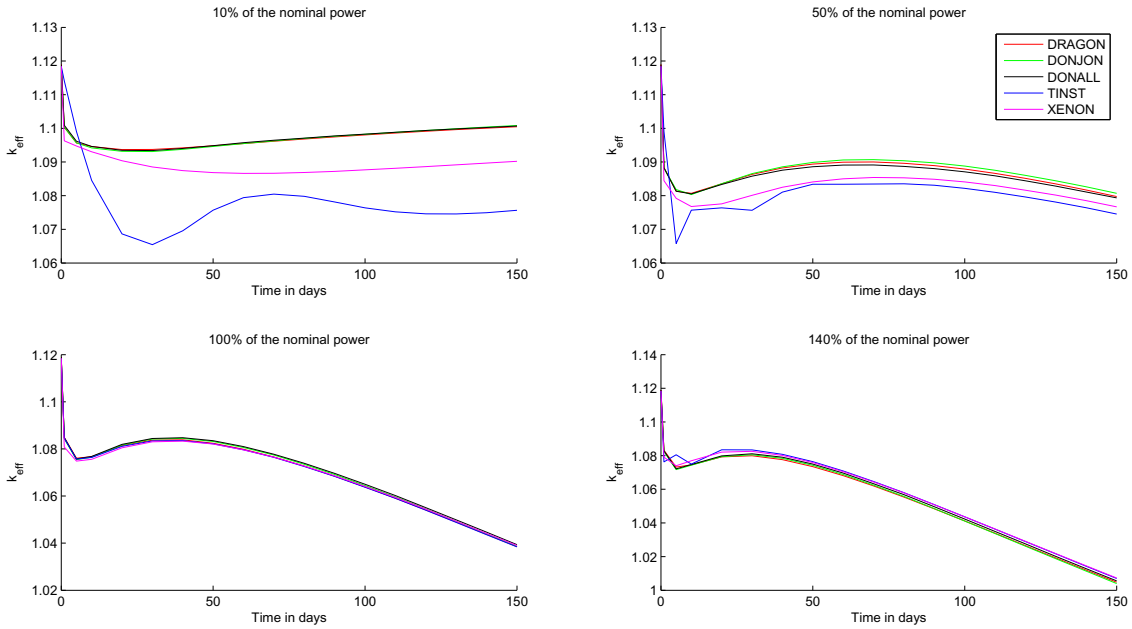 10% of the nominal power
1.13
1.12
1.11
1.1
1.09
1.08
1.07
1.06
k_eff
0
50
100
150
Time in days
50% of the nominal power
1.13
1.12
1.11
1.1
1.09
1.08
1.07
1.06
k_eff
0
50
100
150
Time in days
DRAGON
DONJON
DONALL
TINST
XENON
100% of the nominal power
1.12
1.1
1.08
1.06
1.04
1.02
k_eff
0
50
100
150
Time in days
140% of the nominal power
1.14
1.12
1.1
1.08
1.06
1.04
1.02
1
k_eff
0
50
100
150
Time in days